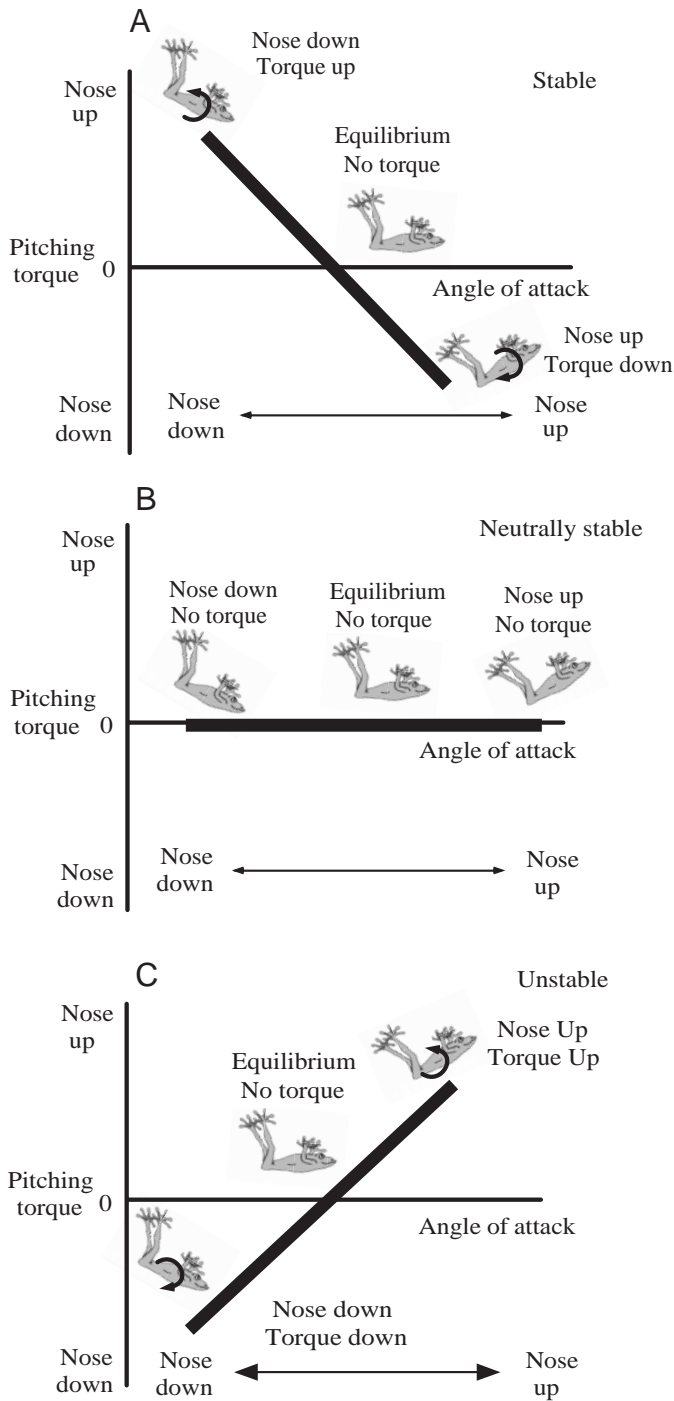 A
Nose down
Torque up
Stable
Nose
up
Equilibrium
No torque
Pitching
torque 0
Angle of attack
Nose up
Torque down
Nose
down
Nose
down
Nose
up
B
Neutrally stable
Nose
up
Nose down
No torque
Equilibrium
No torque
Nose up
No torque
Pitching
torque 0
Angle of attack
Nose
down
Nose
down
Nose
up
C
Unstable
Nose
up
Nose Up
Torque Up
Equilibrium
No torque
Pitching
torque 0
Angle of attack
Nose down
Torque down
Nose
down
Nose
down
Nose
up